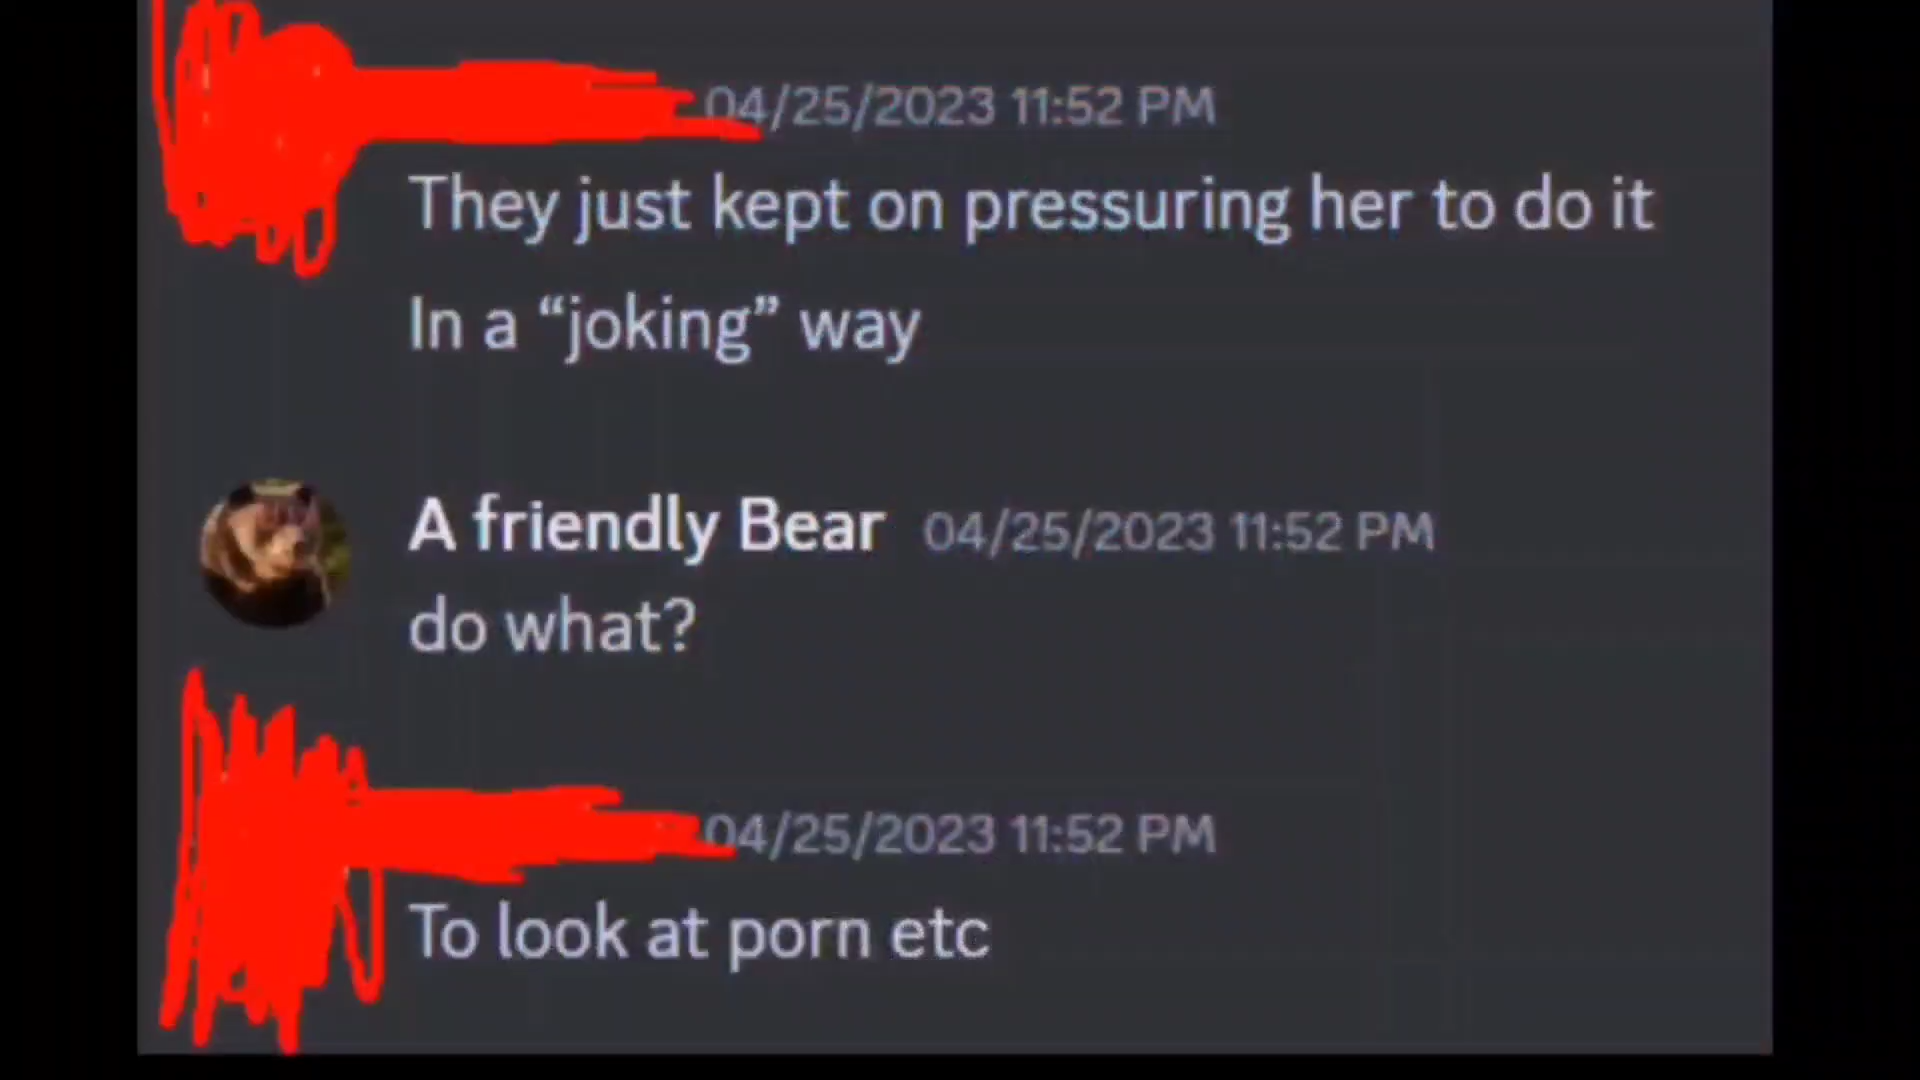 04/25/2023 11:52 PM
They just kept on pressuring her to do it
In a “joking” way
A friendly Bear 04/25/2023 11:52 PM
do what?
04/25/2023 11:52 PM
To look at porn etc